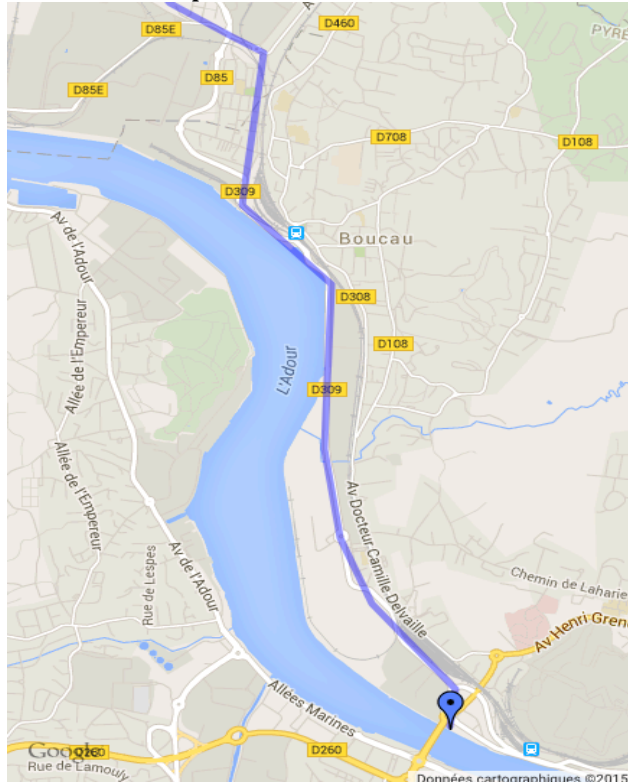 D85E
D460
PYRE
D85
D85E
D708
D108
D309
Av de l'Adour
Boucau
D308
Allée de l'Empereur
D108
L'Adour
D309
Allée de l'Empereur
Av Docteur Camille Delvaille
Av de l'Adour
Rue de Lespes
Chemin de Laharie
Av Henri Grene
Allées Marines
Google
D260
D260
Rue de Lamouly
Données cartographiques ©2015